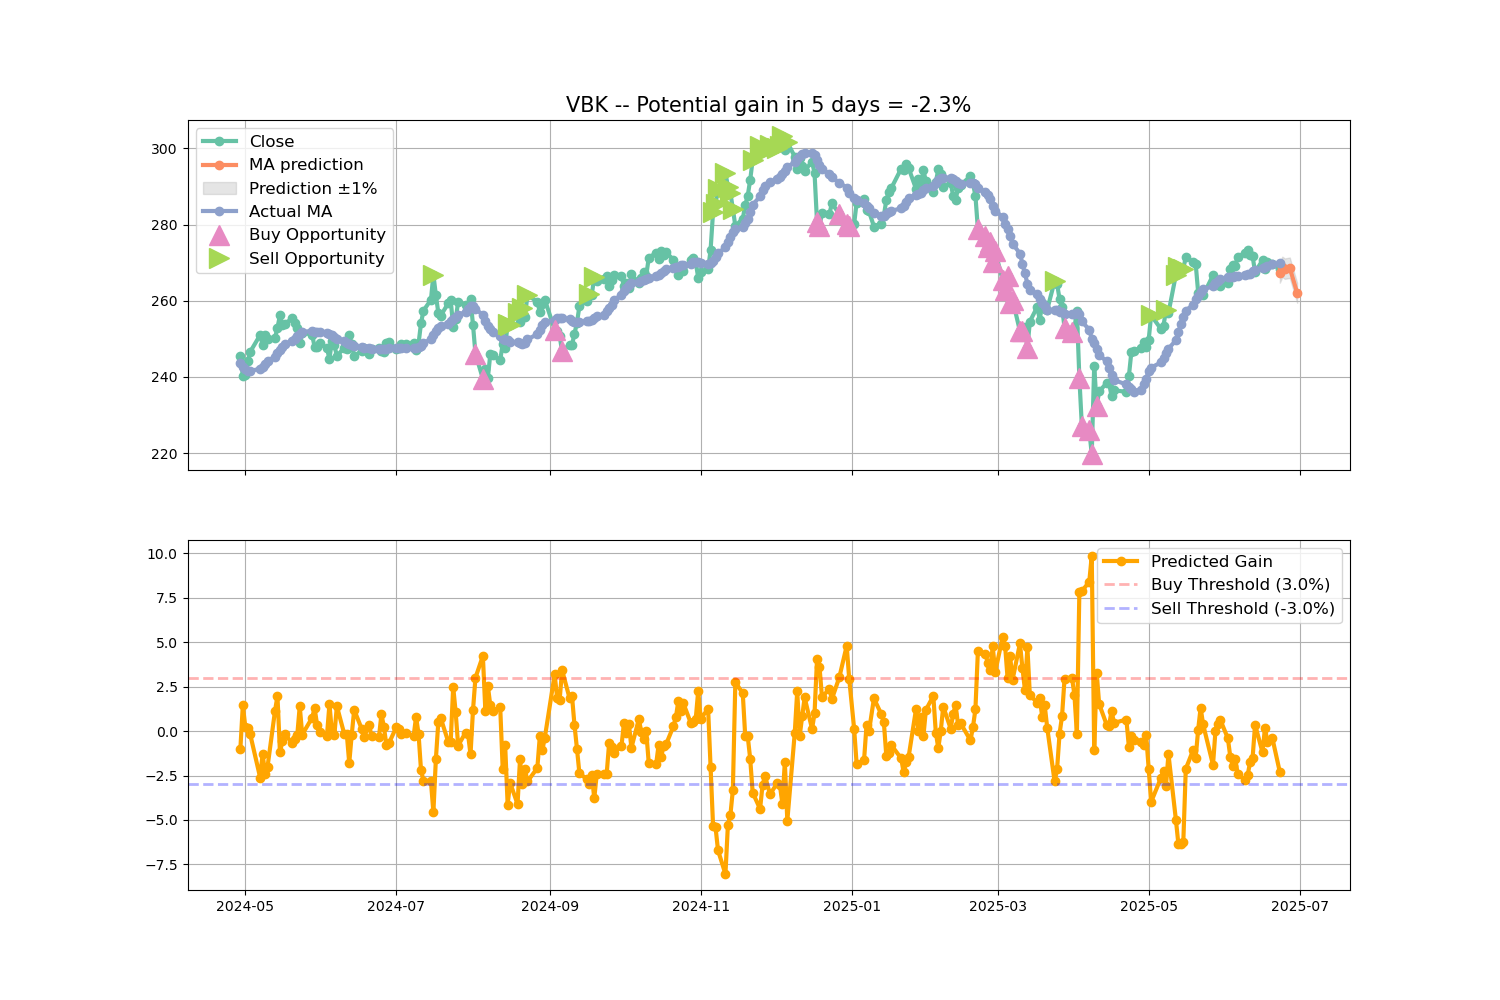 VBK -- Potential gain in 5 days = -2.3%
300
280
260
240
220
Close
MA prediction
Prediction ±1%
Actual MA
Buy Opportunity
Sell Opportunity
10.0
7.5
5.0
2.5
0.0
−2.5
−5.0
−7.5
Predicted Gain
Buy Threshold (3.0%)
Sell Threshold (-3.0%)
2024-05 2024-07 2024-09 2024-11 2025-01 2025-03 2025-05 2025-07